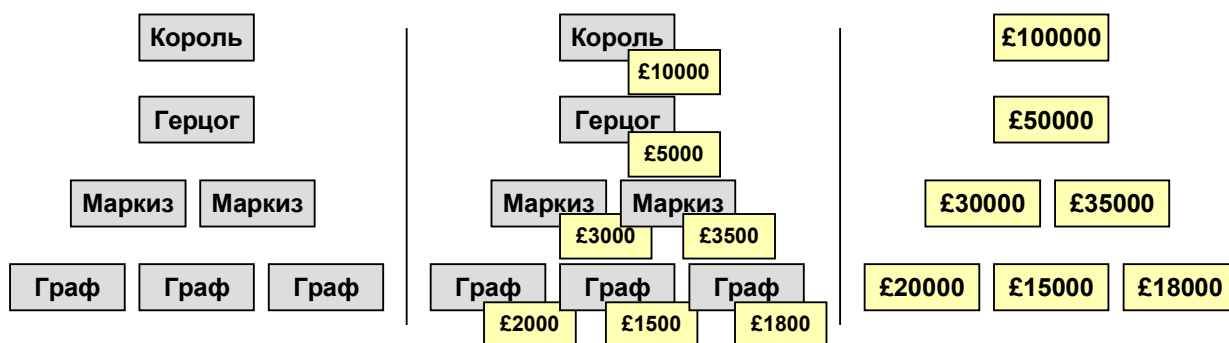 Король
Герцог
Маркиз Маркиз
Граф Граф Граф
Король
£10000
Герцог
£5000
Маркиз Маркиз
£3000 £3500
Граф Граф Граф
£2000 £1500 £1800
£100000
£50000
£30000 £35000
£20000 £15000 £18000